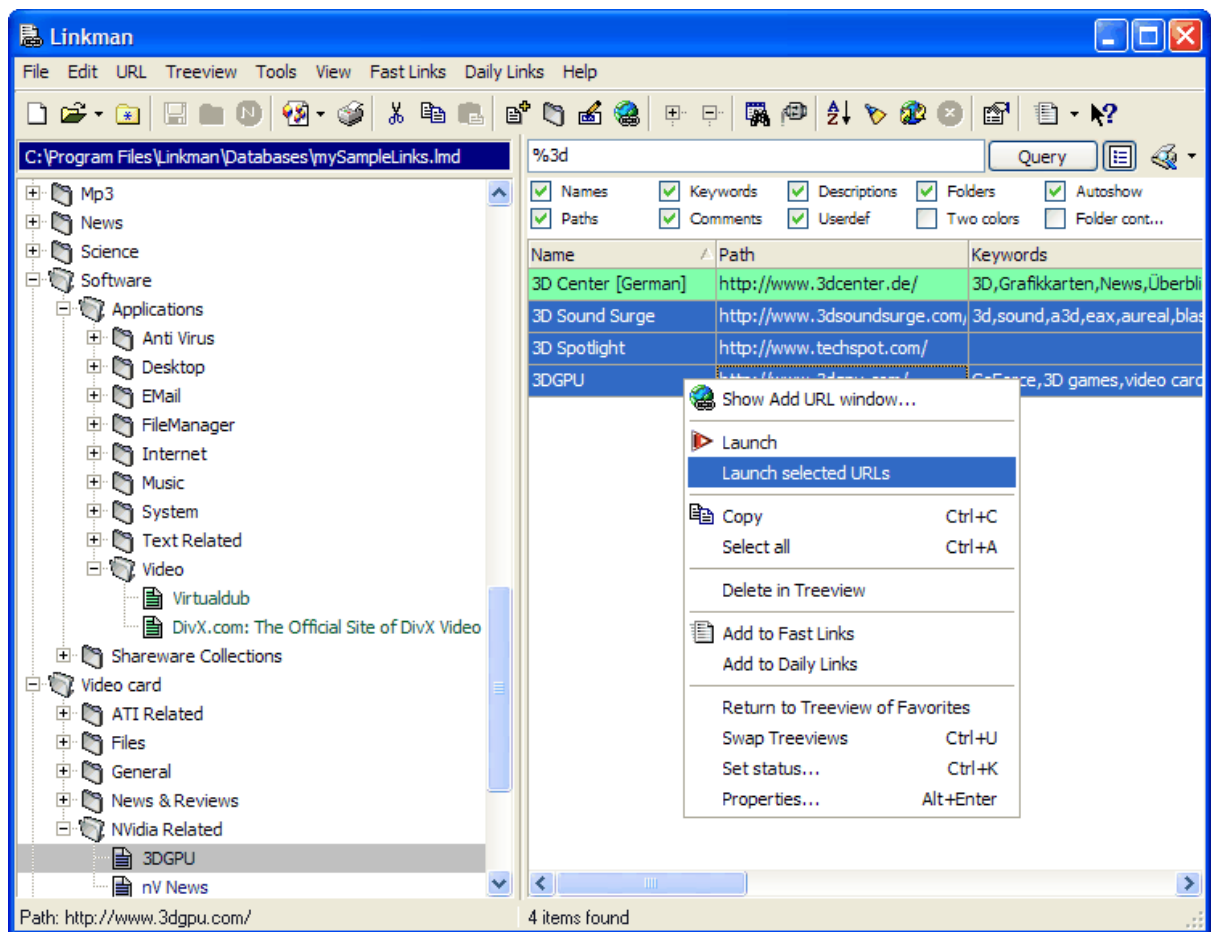 Linkman
File Edit URL Treeview Tools View Fast Links Daily Links Help
C:\Program Files\Linkman\Databases\mySampleLinks.lmd
%3d
Query
Names Keywords Descriptions Folders Autoshow
Paths Comments Userdef Two colors Folder cont...
Mp3
News
Science
Software
Applications
Anti Virus
Desktop
EMail
FileManager
Internet
Music
System
Text Related
Video
Virtualdub
DivX.com: The Official Site of DivX Video
Shareware Collections
Video card
ATI Related
Files
General
News & Reviews
NVidia Related
3DGPU
nV News
Name Path Keywords
3D Center [German] http://www.3dcenter.de/ 3D,Grafikkarten,News,Überbli
3D Sound Surge http://www.3dsoundsurge.com/ 3d,sound,a3d,eax,aureal,blas
3D Spotlight http://www.techspot.com/
3DGPU http://www.3dgpu.com/ GeForce,3D games,video card
Show Add URL window...
Launch
Launch selected URLs
Copy Ctrl+C
Select all Ctrl+A
Delete in Treeview
Add to Fast Links
Add to Daily Links
Return to Treeview of Favorites
Swap Treeviews Ctrl+U
Set status... Ctrl+K
Properties... Alt+Enter
Path: http://www.3dgpu.com/ 4 items found